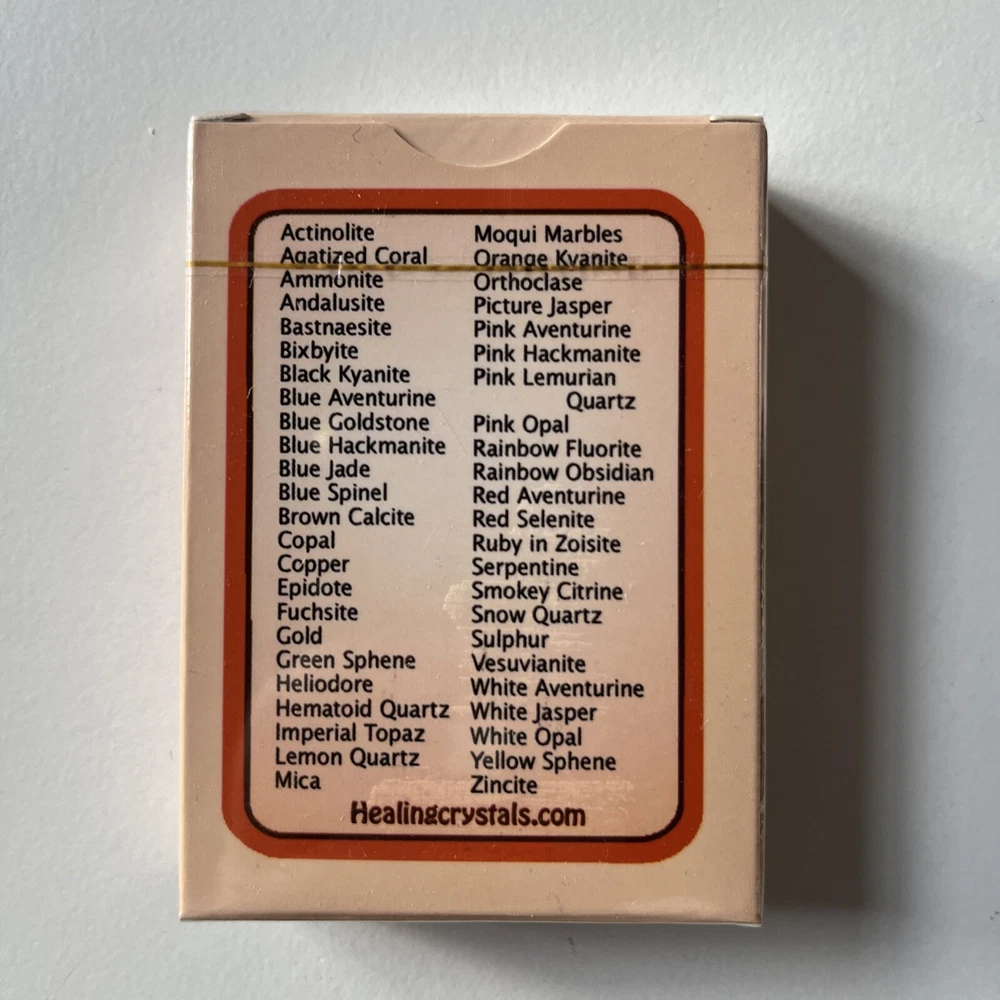 Actinolite
Agatized Coral
Ammonite
Andalusite
Bastnaesite
Bixbyite
Black Kyanite
Blue Aventurine
Blue Goldstone
Blue Hackmanite
Blue Jade
Blue Spinel
Brown Calcite
Copal
Copper
Epidote
Fuchsite
Gold
Green Sphene
Heliodore
Hematoid Quartz
Imperial Topaz
Lemon Quartz
Mica
Moqui Marbles
Orange Kyanite
Orthoclase
Picture Jasper
Pink Aventurine
Pink Hackmanite
Pink Lemurian
Quartz
Pink Opal
Rainbow Fluorite
Rainbow Obsidian
Red Aventurine
Red Selenite
Ruby in Zoisite
Serpentine
Smokey Citrine
Snow Quartz
Sulphur
Vesuvianite
White Aventurine
White Jasper
White Opal
Yellow Sphene
Zincite
Healingcrystals.com